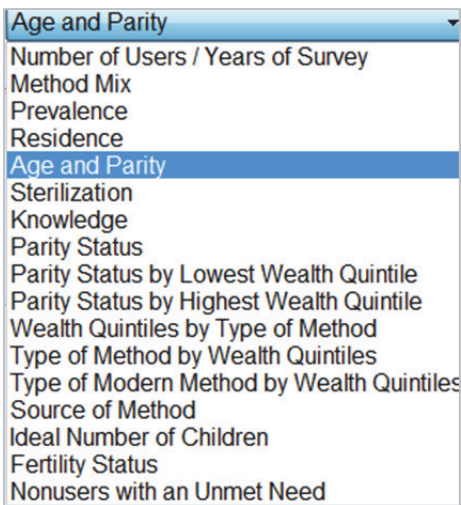 Age and Parity
Number of Users / Years of Survey
Method Mix
Prevalence
Residence
Age and Parity
Sterilization
Knowledge
Parity Status
Parity Status by Lowest Wealth Quintile
Parity Status by Highest Wealth Quintile
Wealth Quintiles by Type of Method
Type of Method by Wealth Quintiles
Type of Modern Method by Wealth Quintiles
Source of Method
Ideal Number of Children
Fertility Status
Nonusers with an Unmet Need